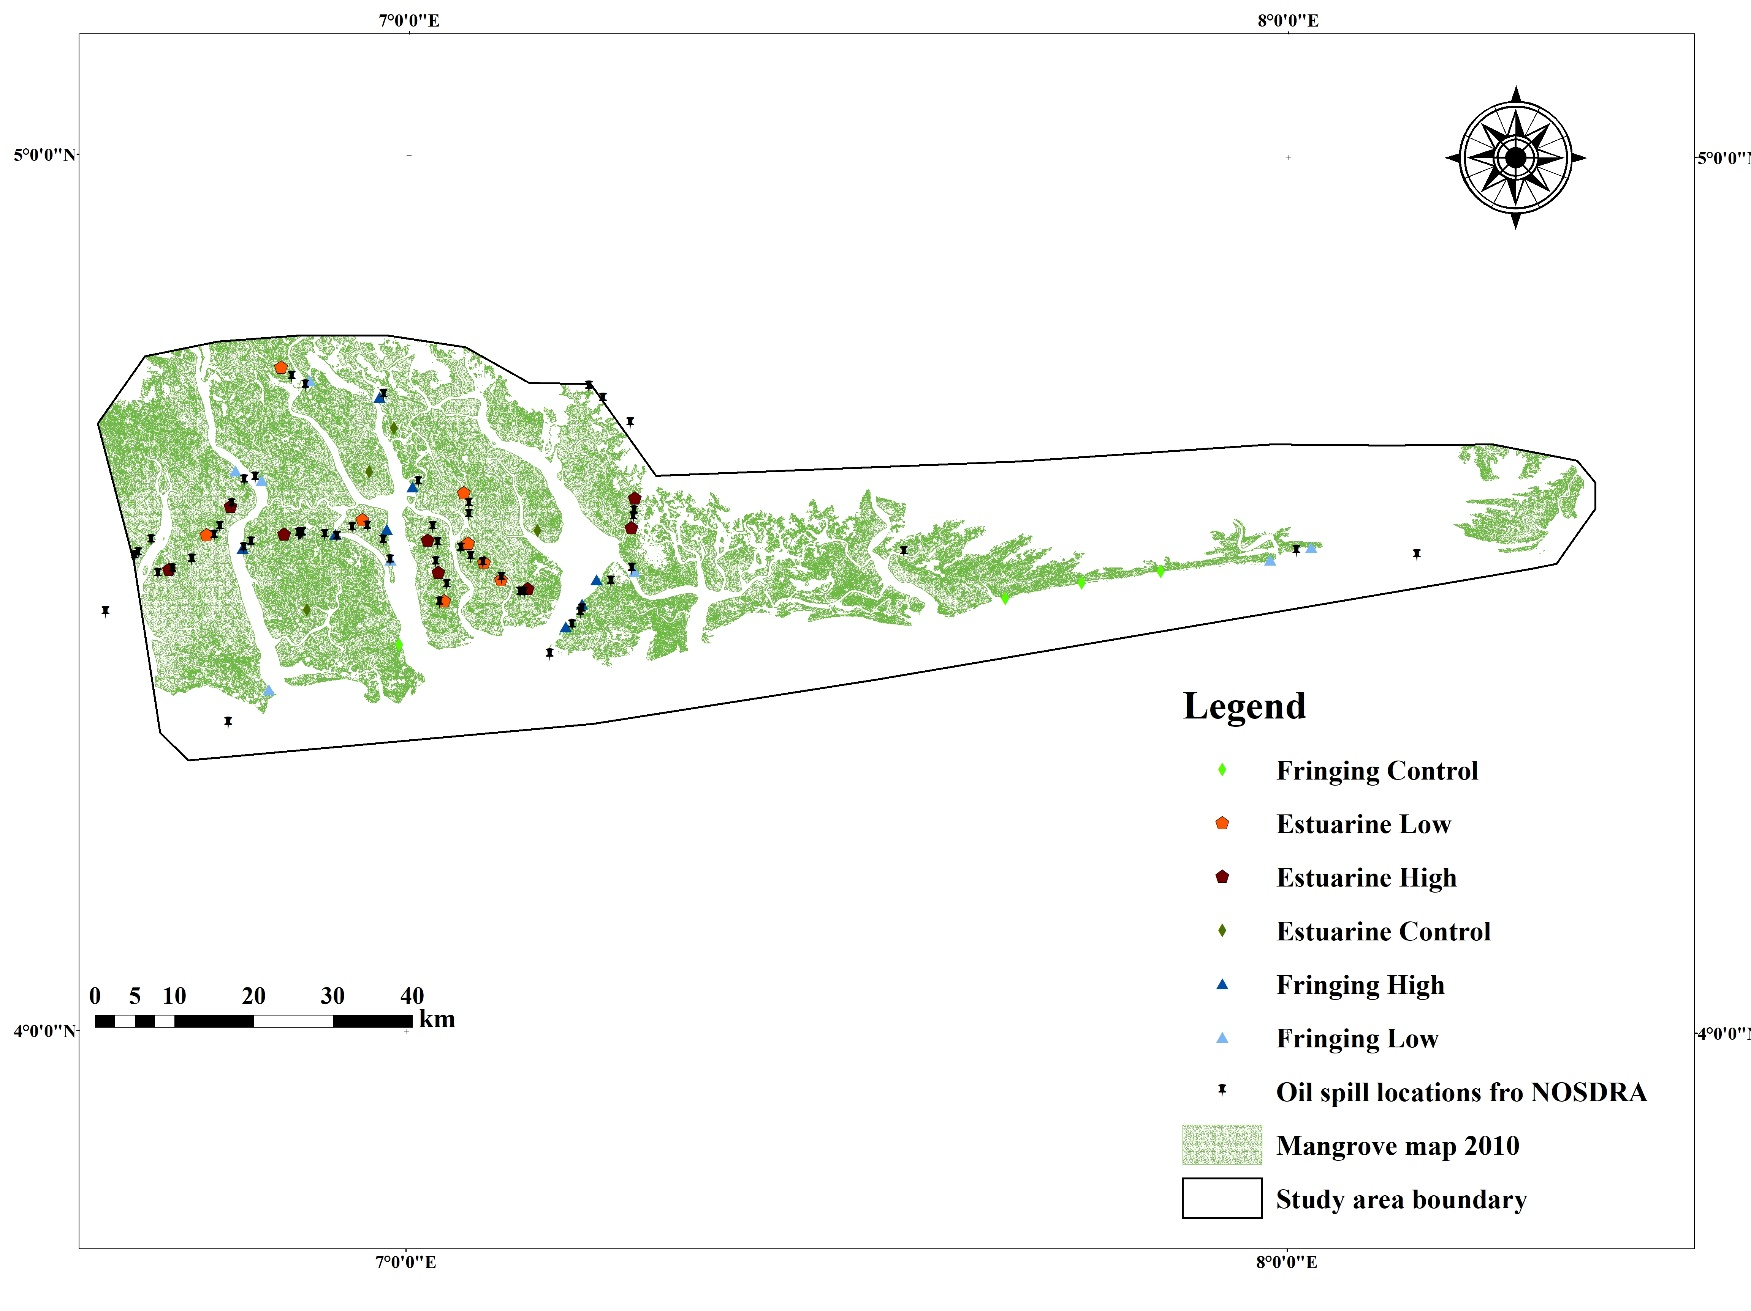 7°0'0"E 8°0'0"E
5°0'0"N 5°0'0"N
Legend
Fringing Control
Estuarine Low
Estuarine High
Estuarine Control
Fringing High
Fringing Low
Oil spill locations fro NOSDRA
Mangrove map 2010
Study area boundary
0 5 10 20 30 40
km
4°0'0"N 4°0'0"N
7°0'0"E 8°0'0"E